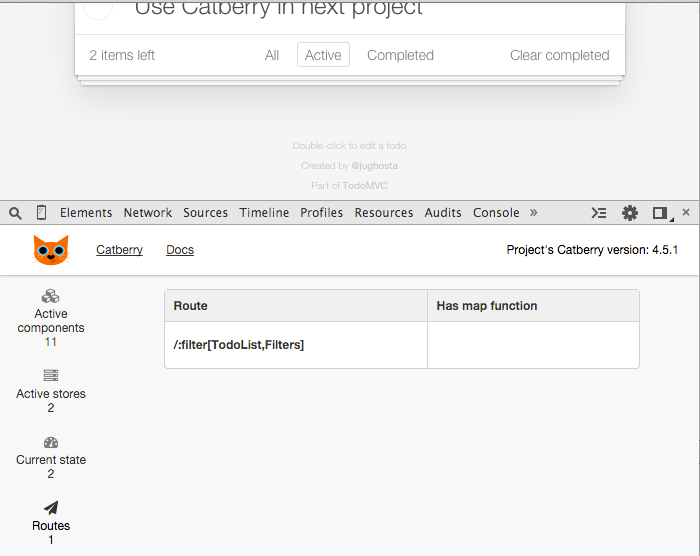 Use Catberry in next project
2 items left All Active Completed Clear completed
Double-click to edit a todo
Created by @jughosta
Part of TodoMVC
Elements Network Sources Timeline Profiles Resources Audits Console »
Catberry Docs Project's Catberry version: 4.5.1
Active components
11
Active stores
2
Current state
2
Routes
1
Route Has map function
/:filter[TodoList,Filters]